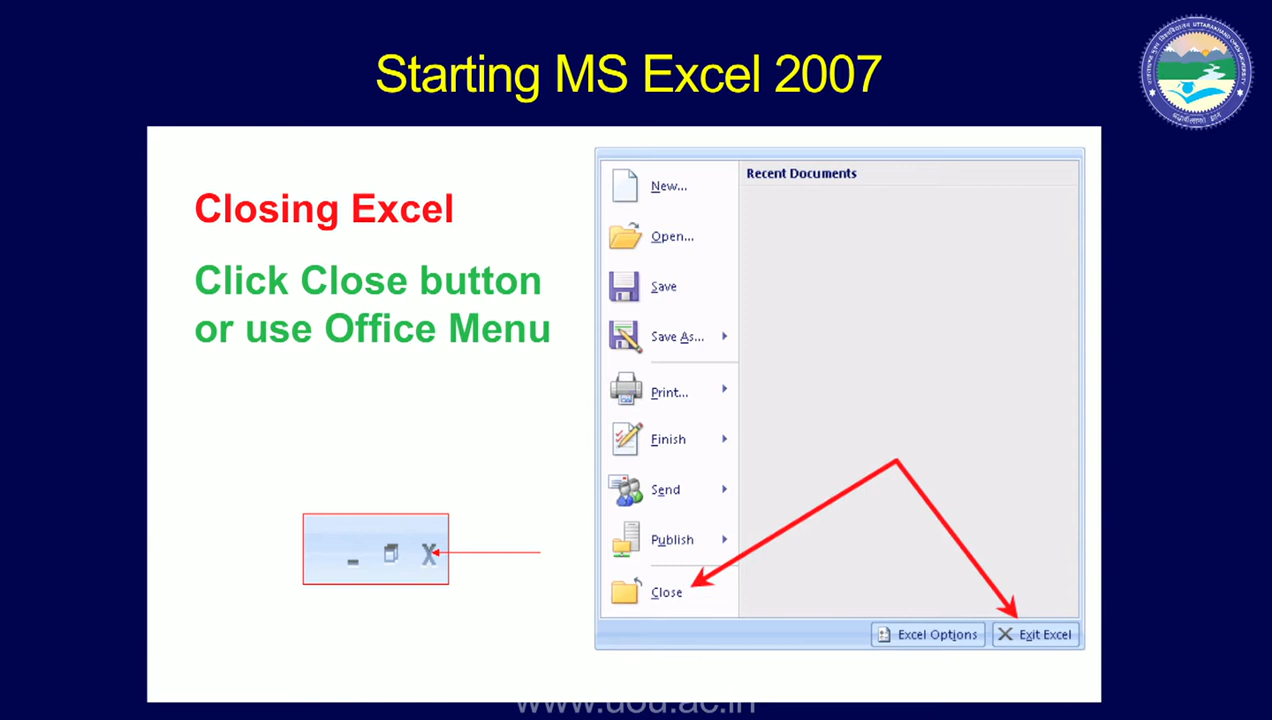 Starting MS Excel 2007
Closing Excel
Click Close button
or use Office Menu
Recent Documents
New...
Open...
Save
Save As...
Print...
Finish
Send
Publish
Close
Excel Options
Exit Excel
www.uou.ac.in